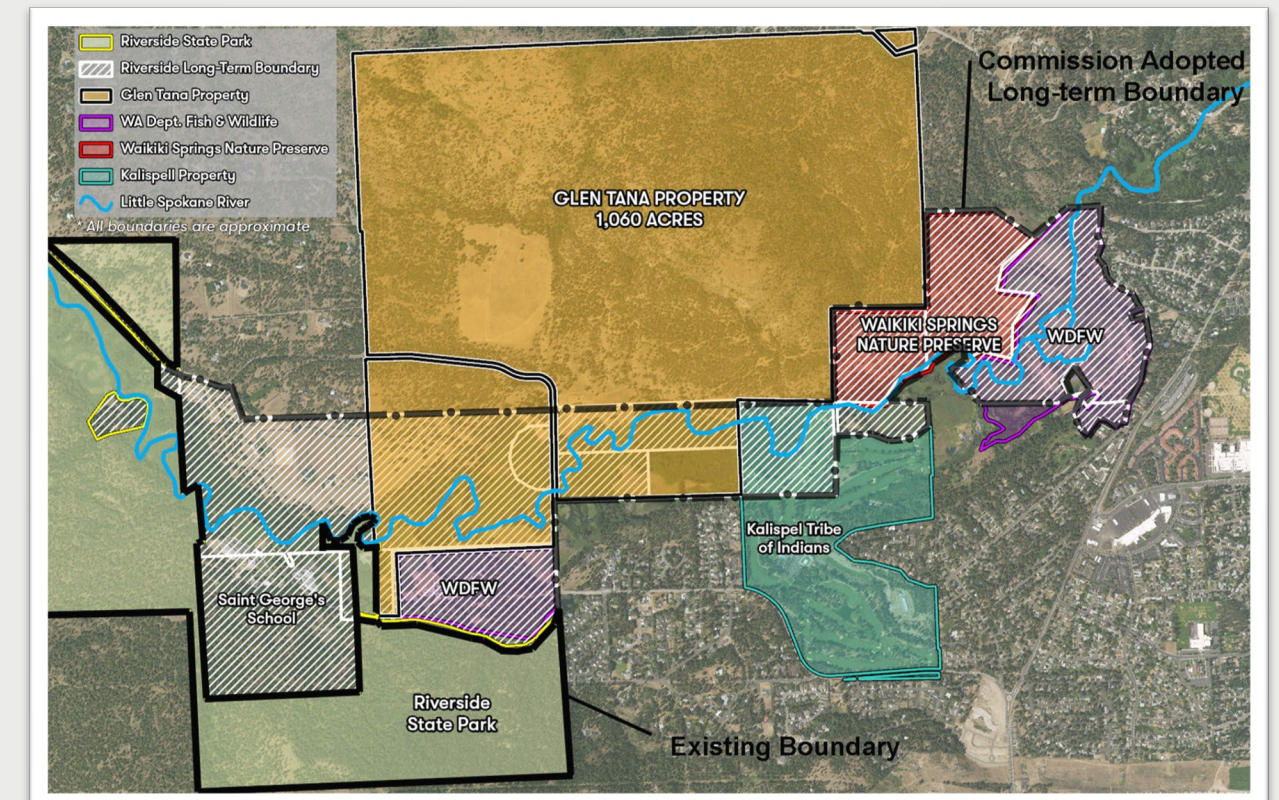 Riverside State Park
Riverside Long-Term Boundary
Glen Tana Property
WA Dept. Fish & Wildlife
Waikiki Springs Nature Preserve
Kalispell Property
Little Spokane River
* All boundaries are approximate
Commission Adopted
Long-term Boundary
GLEN TANA PROPERTY
1,060 ACRES
WAIKIKI SPRINGS
NATURE PRESERVE
WDFW
Kalispel Tribe
of Indians
WDFW
Saint George's
School
Riverside
State Park
Existing Boundary